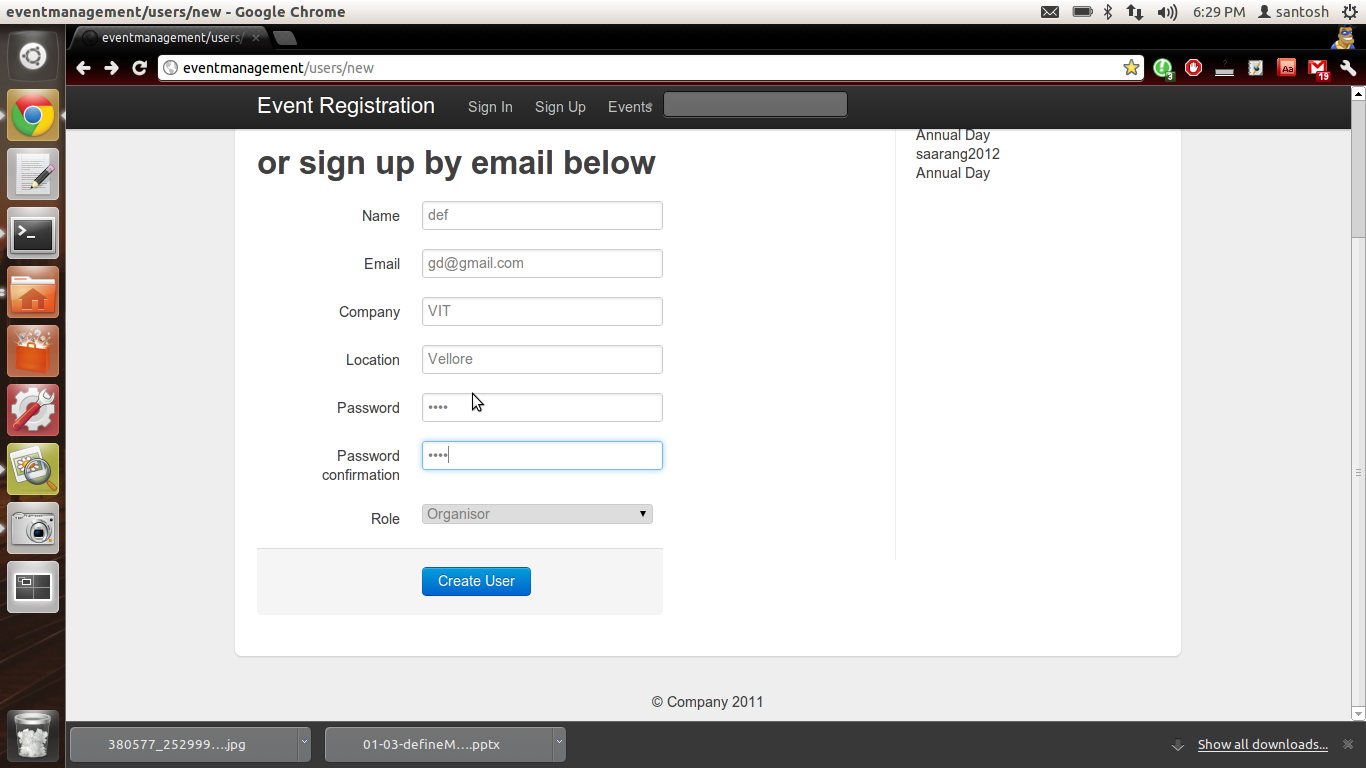 eventmanagement/users/new - Google Chrome
6:29 PM santosh
eventmanagement/users/
eventmanagement/users/new
3
Aa
19
Event Registration Sign In Sign Up Events
Annual Day
saarang2012
Annual Day
or sign up by email below
Name def
Email gd@gmail.com
Company VIT
Location Vellore
Password ••••
Password confirmation ••••
Role Organisor
Create User
© Company 2011
380577_252999....jpg
01-03-defineM....pptx
Show all downloads...